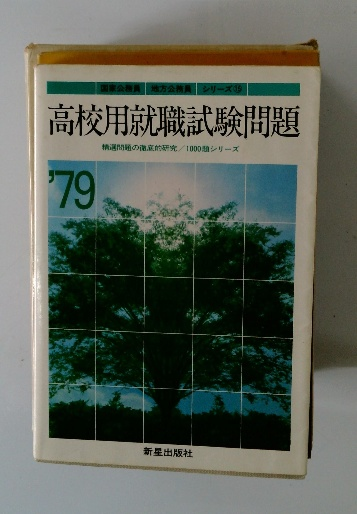 国家公務員 地方公務員 シリーズ⑮
高校用就職試験問題
精選問題の徹底的研究／1000題シリーズ
'79
新星出版社